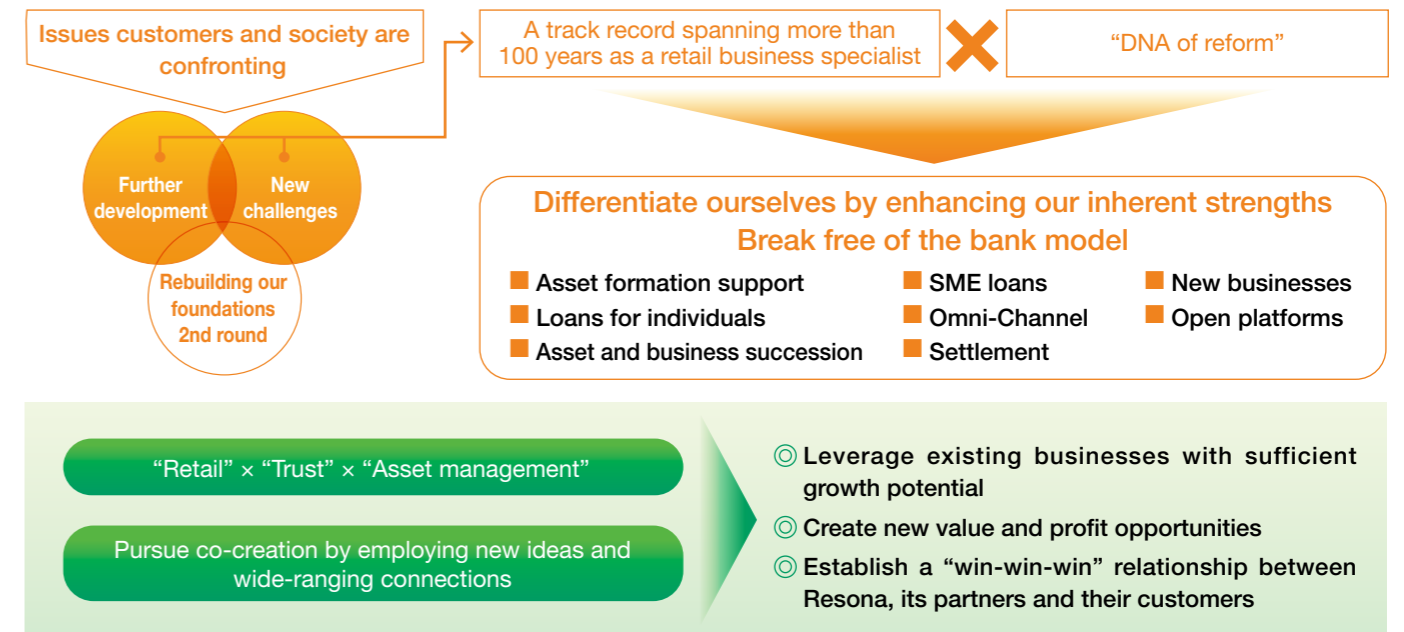 Issues customers and society are
confronting
A track record spanning more than
100 years as a retail business specialist
“DNA of reform”
Further
development
New
challenges
Rebuilding our
foundations
2nd round
Differentiate ourselves by enhancing our inherent strengths
Break free of the bank model
Asset formation support
Loans for individuals
Asset and business succession
SME loans
Omni-Channel
Settlement
New businesses
Open platforms
“Retail” × “Trust” × “Asset management”
Pursue co-creation by employing new ideas and
wide-ranging connections
◎ Leverage existing businesses with sufficient
growth potential
◎ Create new value and profit opportunities
◎ Establish a “win-win-win” relationship between
Resona, its partners and their customers